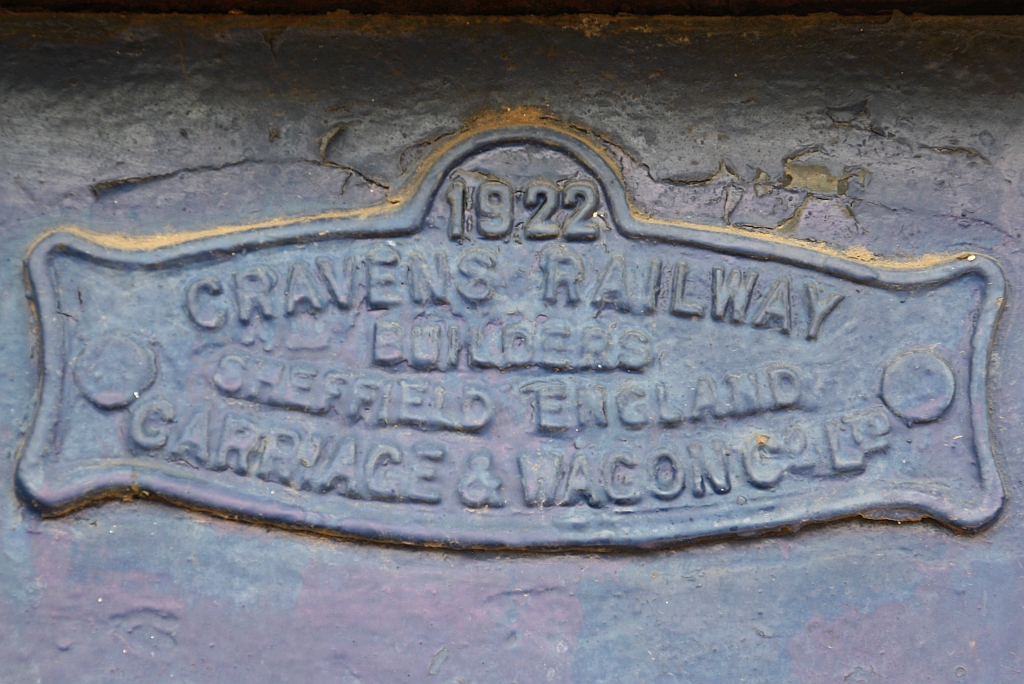 1922
CRAVENS RAILWAY
BUILDERS
SHEFFIELD ENGLAND
CARRIAGE & WAGON Co LTD